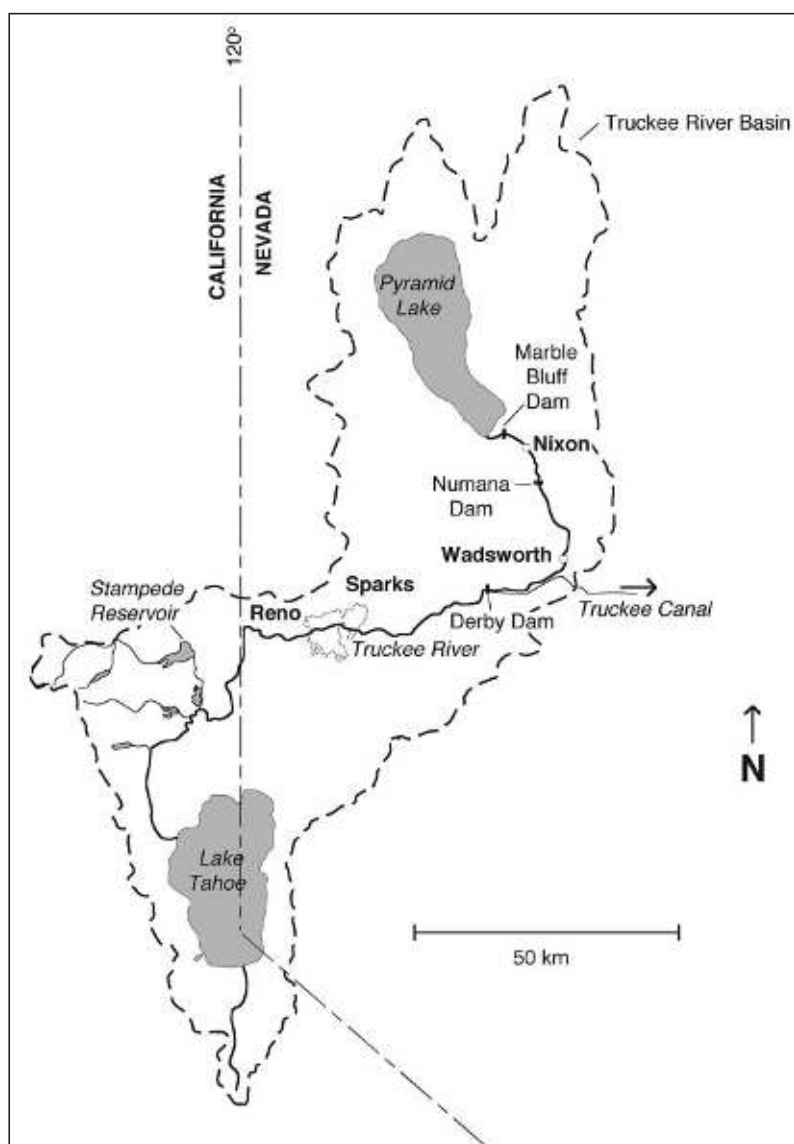 120°
Truckee River Basin
CALIFORNIA
NEVADA
Pyramid
Lake
Marble
Bluff
Dam
Nixon
Numana
Dam
Wadsworth
Stampede
Reservoir
Sparks
Reno
Derby Dam
Truckee Canal
Truckee River
N
Lake
Tahoe
50 km